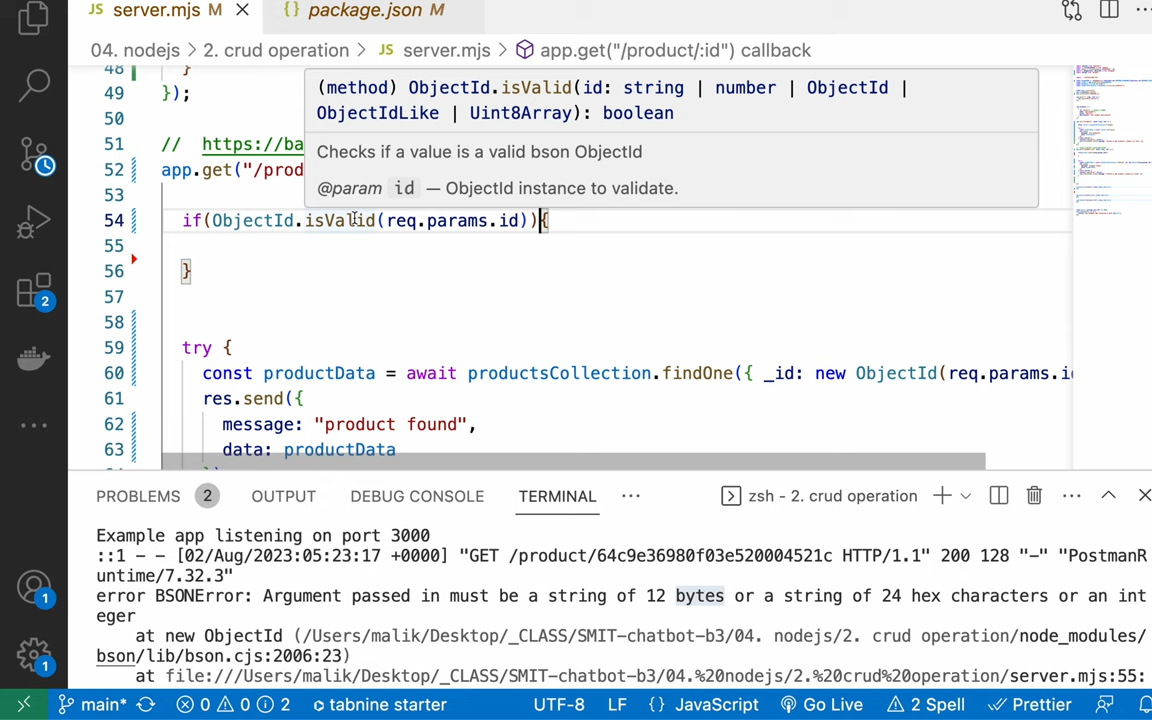 JS server.mjs M
{} package.json M
04. nodejs > 2. crud operation > JS server.mjs > app.get("/product/:id") callback
48 }
49 });
50
51 // https://ba
52 app.get("/prod
53
54 if(ObjectId.isValid(req.params.id)){
55
56 }
57
58
59 try {
60 const productData = await productsCollection.findOne({ _id: new ObjectId(req.params.i
61 res.send({
62 message: "product found",
63 data: productData
(method) ObjectId.isValid(id: string | number | ObjectId |
ObjectIdLike | Uint8Array): boolean
Checks if a value is a valid bson ObjectId
@param id — ObjectId instance to validate.
PROBLEMS 2 OUTPUT DEBUG CONSOLE TERMINAL ··· zsh - 2. crud operation
Example app listening on port 3000
::1 - - [02/Aug/2023:05:23:17 +0000] "GET /product/64c9e36980f03e520004521c HTTP/1.1" 200 128 "-" "PostmanR
untime/7.32.3"
error BSONError: Argument passed in must be a string of 12 bytes or a string of 24 hex characters or an int
eger
at new ObjectId (/Users/malik/Desktop/_CLASS/SMIT-chatbot-b3/04. nodejs/2. crud operation/node_modules/
bson/lib/bson.cjs:2006:23)
at file:///Users/malik/Desktop/_CLASS/SMIT-chatbot-b3/04.%20nodejs/2.%20crud%20operation/server.mjs:55:
2
1
1
main* 0 0 2 tabnine starter UTF-8 LF {} JavaScript Go Live 2 Spell Prettier